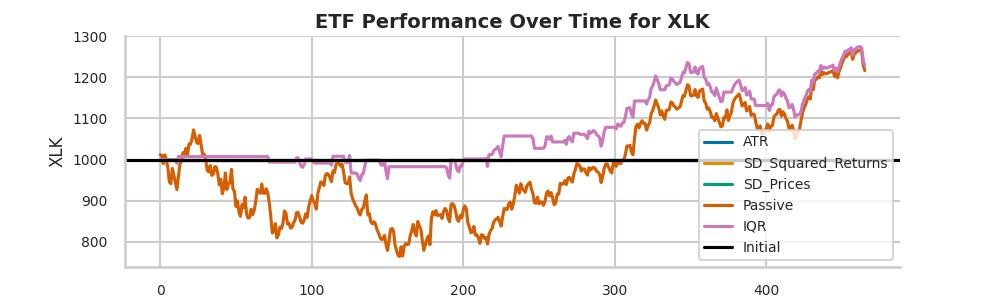 ETF Performance Over Time for XLK
1300
1200
1100
1000
900
800
XLK
ATR
SD_Squared_Returns
SD_Prices
Passive
IQR
Initial
0
100
200
300
400